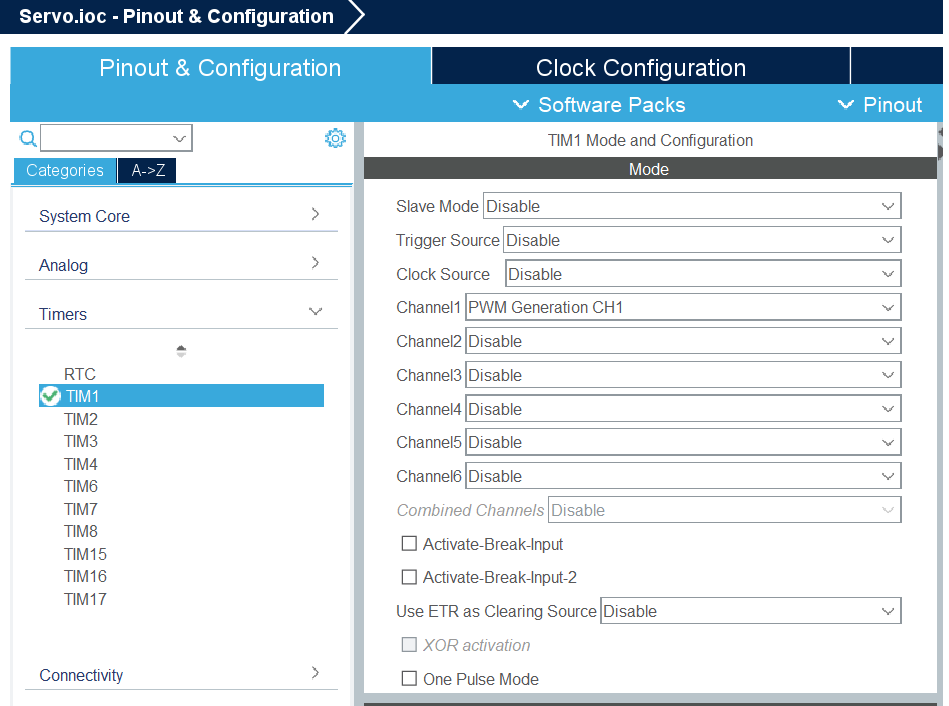 Servo.ioc - Pinout & Configuration
Pinout & Configuration
Clock Configuration
Software Packs
Pinout
Categories
A->Z
System Core
Analog
Timers
RTC
TIM1
TIM2
TIM3
TIM4
TIM6
TIM7
TIM8
TIM15
TIM16
TIM17
Connectivity
TIM1 Mode and Configuration
Mode
Slave Mode Disable
Trigger Source Disable
Clock Source Disable
Channel1 PWM Generation CH1
Channel2 Disable
Channel3 Disable
Channel4 Disable
Channel5 Disable
Channel6 Disable
Combined Channels Disable
Activate-Break-Input
Activate-Break-Input-2
Use ETR as Clearing Source Disable
XOR activation
One Pulse Mode